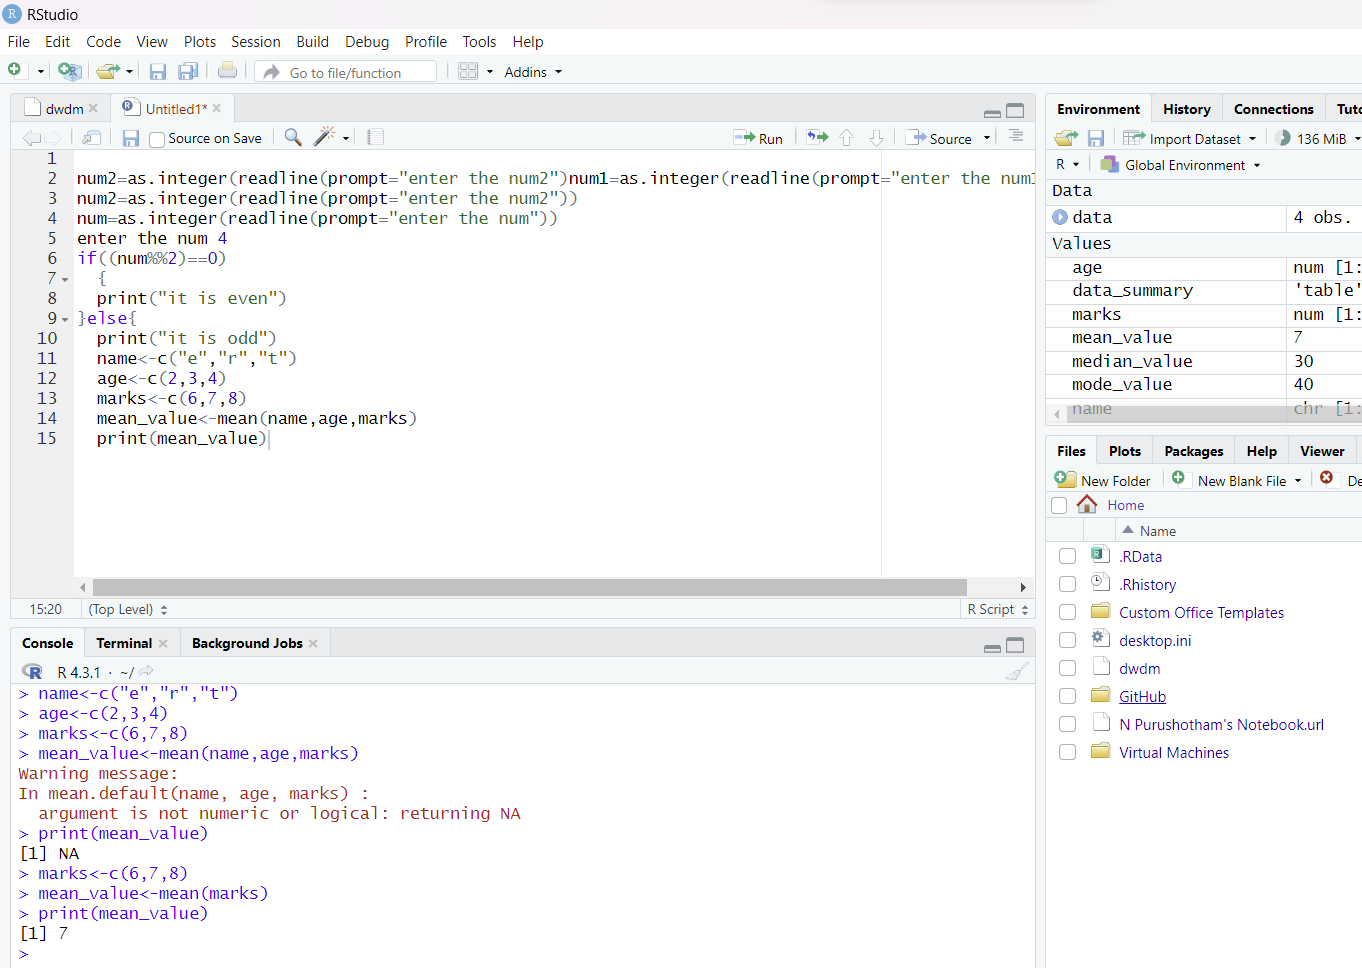 RStudio
File Edit Code View Plots Session Build Debug Profile Tools Help
Go to file/function Addins
dwdm Untitled1*
Source on Save Run Source
1
2 num2=as.integer(readline(prompt="enter the num2")num1=as.integer(readline(prompt="enter the num1
3 num2=as.integer(readline(prompt="enter the num2"))
4 num=as.integer(readline(prompt="enter the num"))
5 enter the num 4
6 if((num%%2)==0)
7 {
8 print("it is even")
9 }else{
10 print("it is odd")
11 name<-c("e","r","t")
12 age<-c(2,3,4)
13 marks<-c(6,7,8)
14 mean_value<-mean(name,age,marks)
15 print(mean_value)
15:20 (Top Level) R Script
Console Terminal Background Jobs
R 4.3.1 · ~/
> name<-c("e","r","t")
> age<-c(2,3,4)
> marks<-c(6,7,8)
> mean_value<-mean(name,age,marks)
Warning message:
In mean.default(name, age, marks) :
argument is not numeric or logical: returning NA
> print(mean_value)
[1] NA
> marks<-c(6,7,8)
> mean_value<-mean(marks)
> print(mean_value)
[1] 7
>
Environment History Connections Tuto
Import Dataset 136 MiB
R Global Environment
Data
data 4 obs.
Values
age num [1:
data_summary 'table'
marks num [1:
mean_value 7
median_value 30
mode_value 40
name chr [1:
Files Plots Packages Help Viewer
New Folder New Blank File De
Home
Name
.RData
.Rhistory
Custom Office Templates
desktop.ini
dwdm
GitHub
N Purushotham's Notebook.url
Virtual Machines